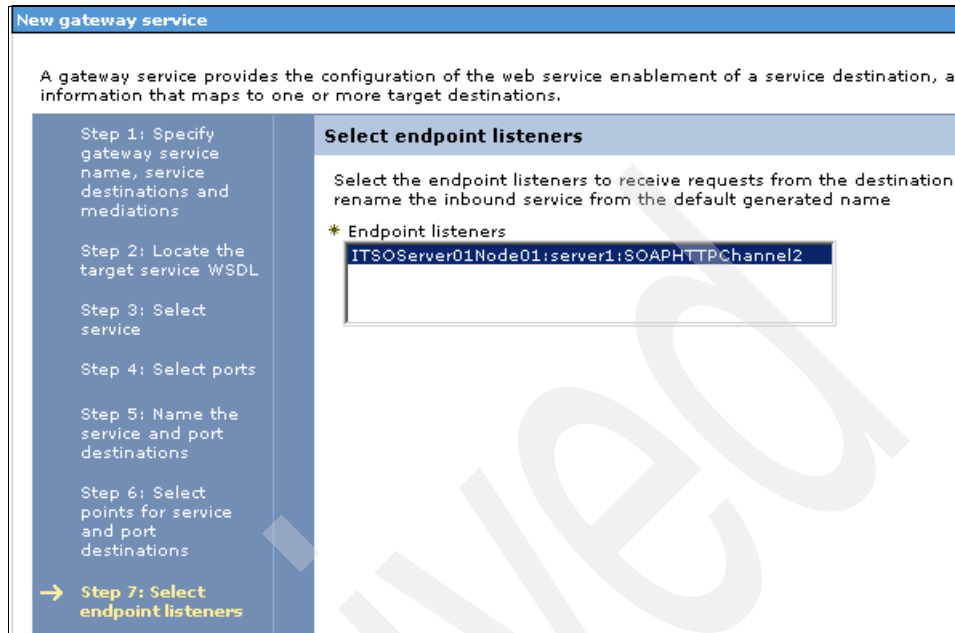 New gateway service
A gateway service provides the configuration of the web service enablement of a service destination, a
information that maps to one or more target destinations.
Step 1: Specify
gateway service
name, service
destinations and
mediations
Step 2: Locate the
target service WSDL
Step 3: Select
service
Step 4: Select ports
Step 5: Name the
service and port
destinations
Step 6: Select
points for service
and port
destinations
Step 7: Select
endpoint listeners
Select endpoint listeners
Select the endpoint listeners to receive requests from the destination
rename the inbound service from the default generated name
* Endpoint listeners
ITSOServer01Node01:server1:SOAPHTTPChannel2
ived